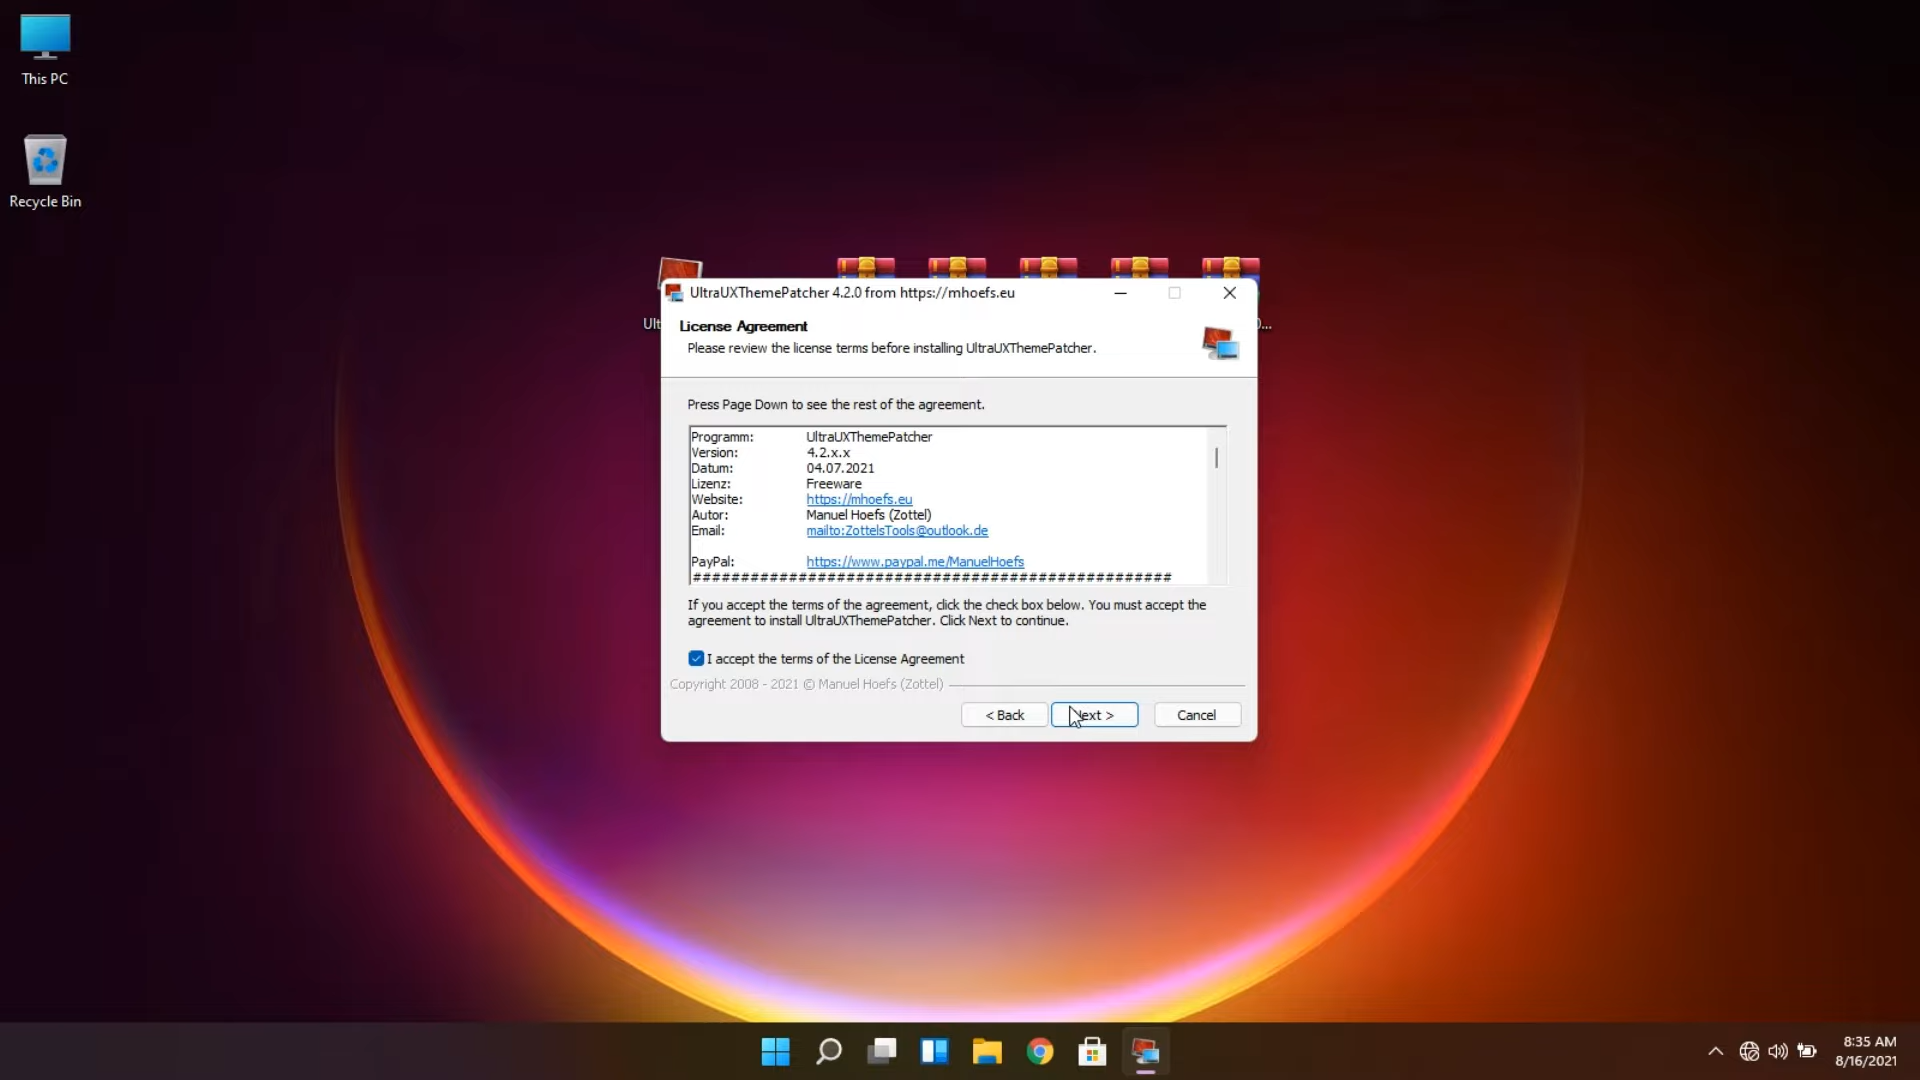 This PC
Recycle Bin
Ult
...
UltraUXThemePatcher 4.2.0 from https://mhoefs.eu
License Agreement
Please review the license terms before installing UltraUXThemePatcher.
Press Page Down to see the rest of the agreement.
Programm: UltraUXThemePatcher
Version: 4.2.x.x
Datum: 04.07.2021
Lizenz: Freeware
Website: https://mhoefs.eu
Autor: Manuel Hoefs (Zottel)
Email: mailto:ZottelsTools@outlook.de
PayPal: https://www.paypal.me/ManuelHoefs
##################################################
If you accept the terms of the agreement, click the check box below. You must accept the
agreement to install UltraUXThemePatcher. Click Next to continue.
I accept the terms of the License Agreement
Copyright 2008 - 2021 © Manuel Hoefs (Zottel)
< Back
Next >
Cancel
8:35 AM
8/16/2021